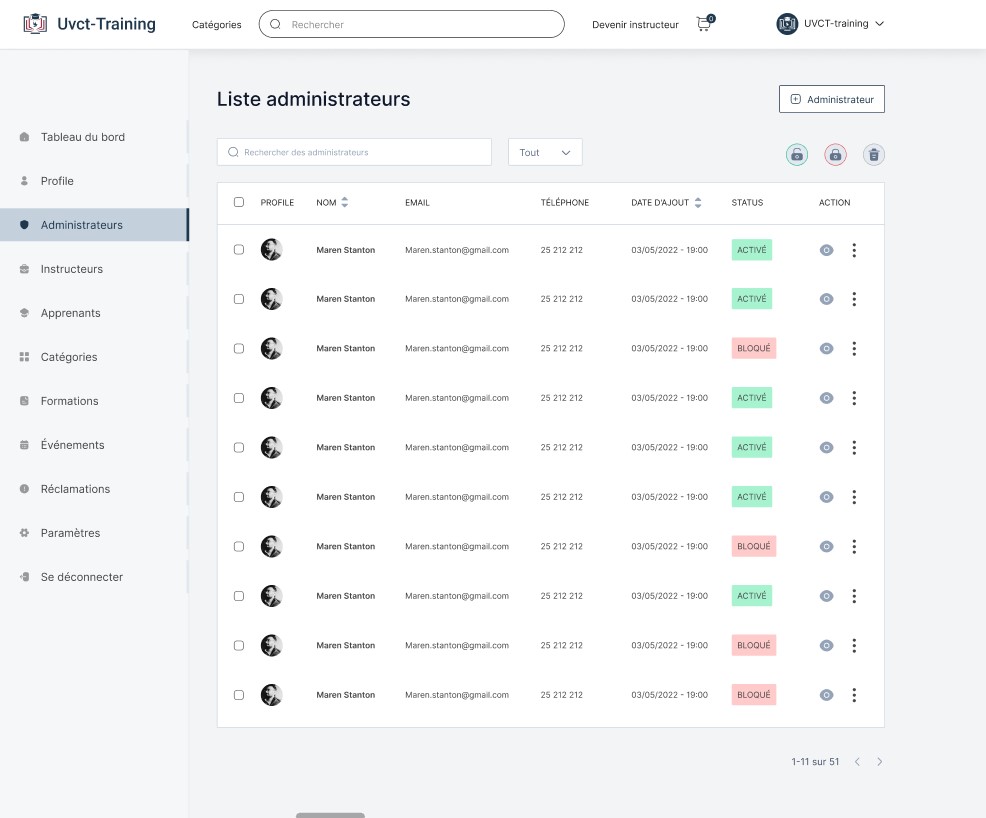 Uvct-Training Catégories Rechercher Devenir instructeur 0 UVCT-training
Liste administrateurs Administrateur
Tableau du bord
Profile
Administrateurs
Instructeurs
Apprenants
Catégories
Formations
Événements
Réclamations
Paramètres
Se déconnecter
Rechercher des administrateurs Tout
PROFILE NOM EMAIL TÉLÉPHONE DATE D'AJOUT STATUS ACTION
Maren Stanton Maren.stanton@gmail.com 25 212 212 03/05/2022 - 19:00 ACTIVÉ
Maren Stanton Maren.stanton@gmail.com 25 212 212 03/05/2022 - 19:00 ACTIVÉ
Maren Stanton Maren.stanton@gmail.com 25 212 212 03/05/2022 - 19:00 BLOQUÉ
Maren Stanton Maren.stanton@gmail.com 25 212 212 03/05/2022 - 19:00 ACTIVÉ
Maren Stanton Maren.stanton@gmail.com 25 212 212 03/05/2022 - 19:00 ACTIVÉ
Maren Stanton Maren.stanton@gmail.com 25 212 212 03/05/2022 - 19:00 ACTIVÉ
Maren Stanton Maren.stanton@gmail.com 25 212 212 03/05/2022 - 19:00 BLOQUÉ
Maren Stanton Maren.stanton@gmail.com 25 212 212 03/05/2022 - 19:00 ACTIVÉ
Maren Stanton Maren.stanton@gmail.com 25 212 212 03/05/2022 - 19:00 BLOQUÉ
Maren Stanton Maren.stanton@gmail.com 25 212 212 03/05/2022 - 19:00 BLOQUÉ
1-11 sur 51